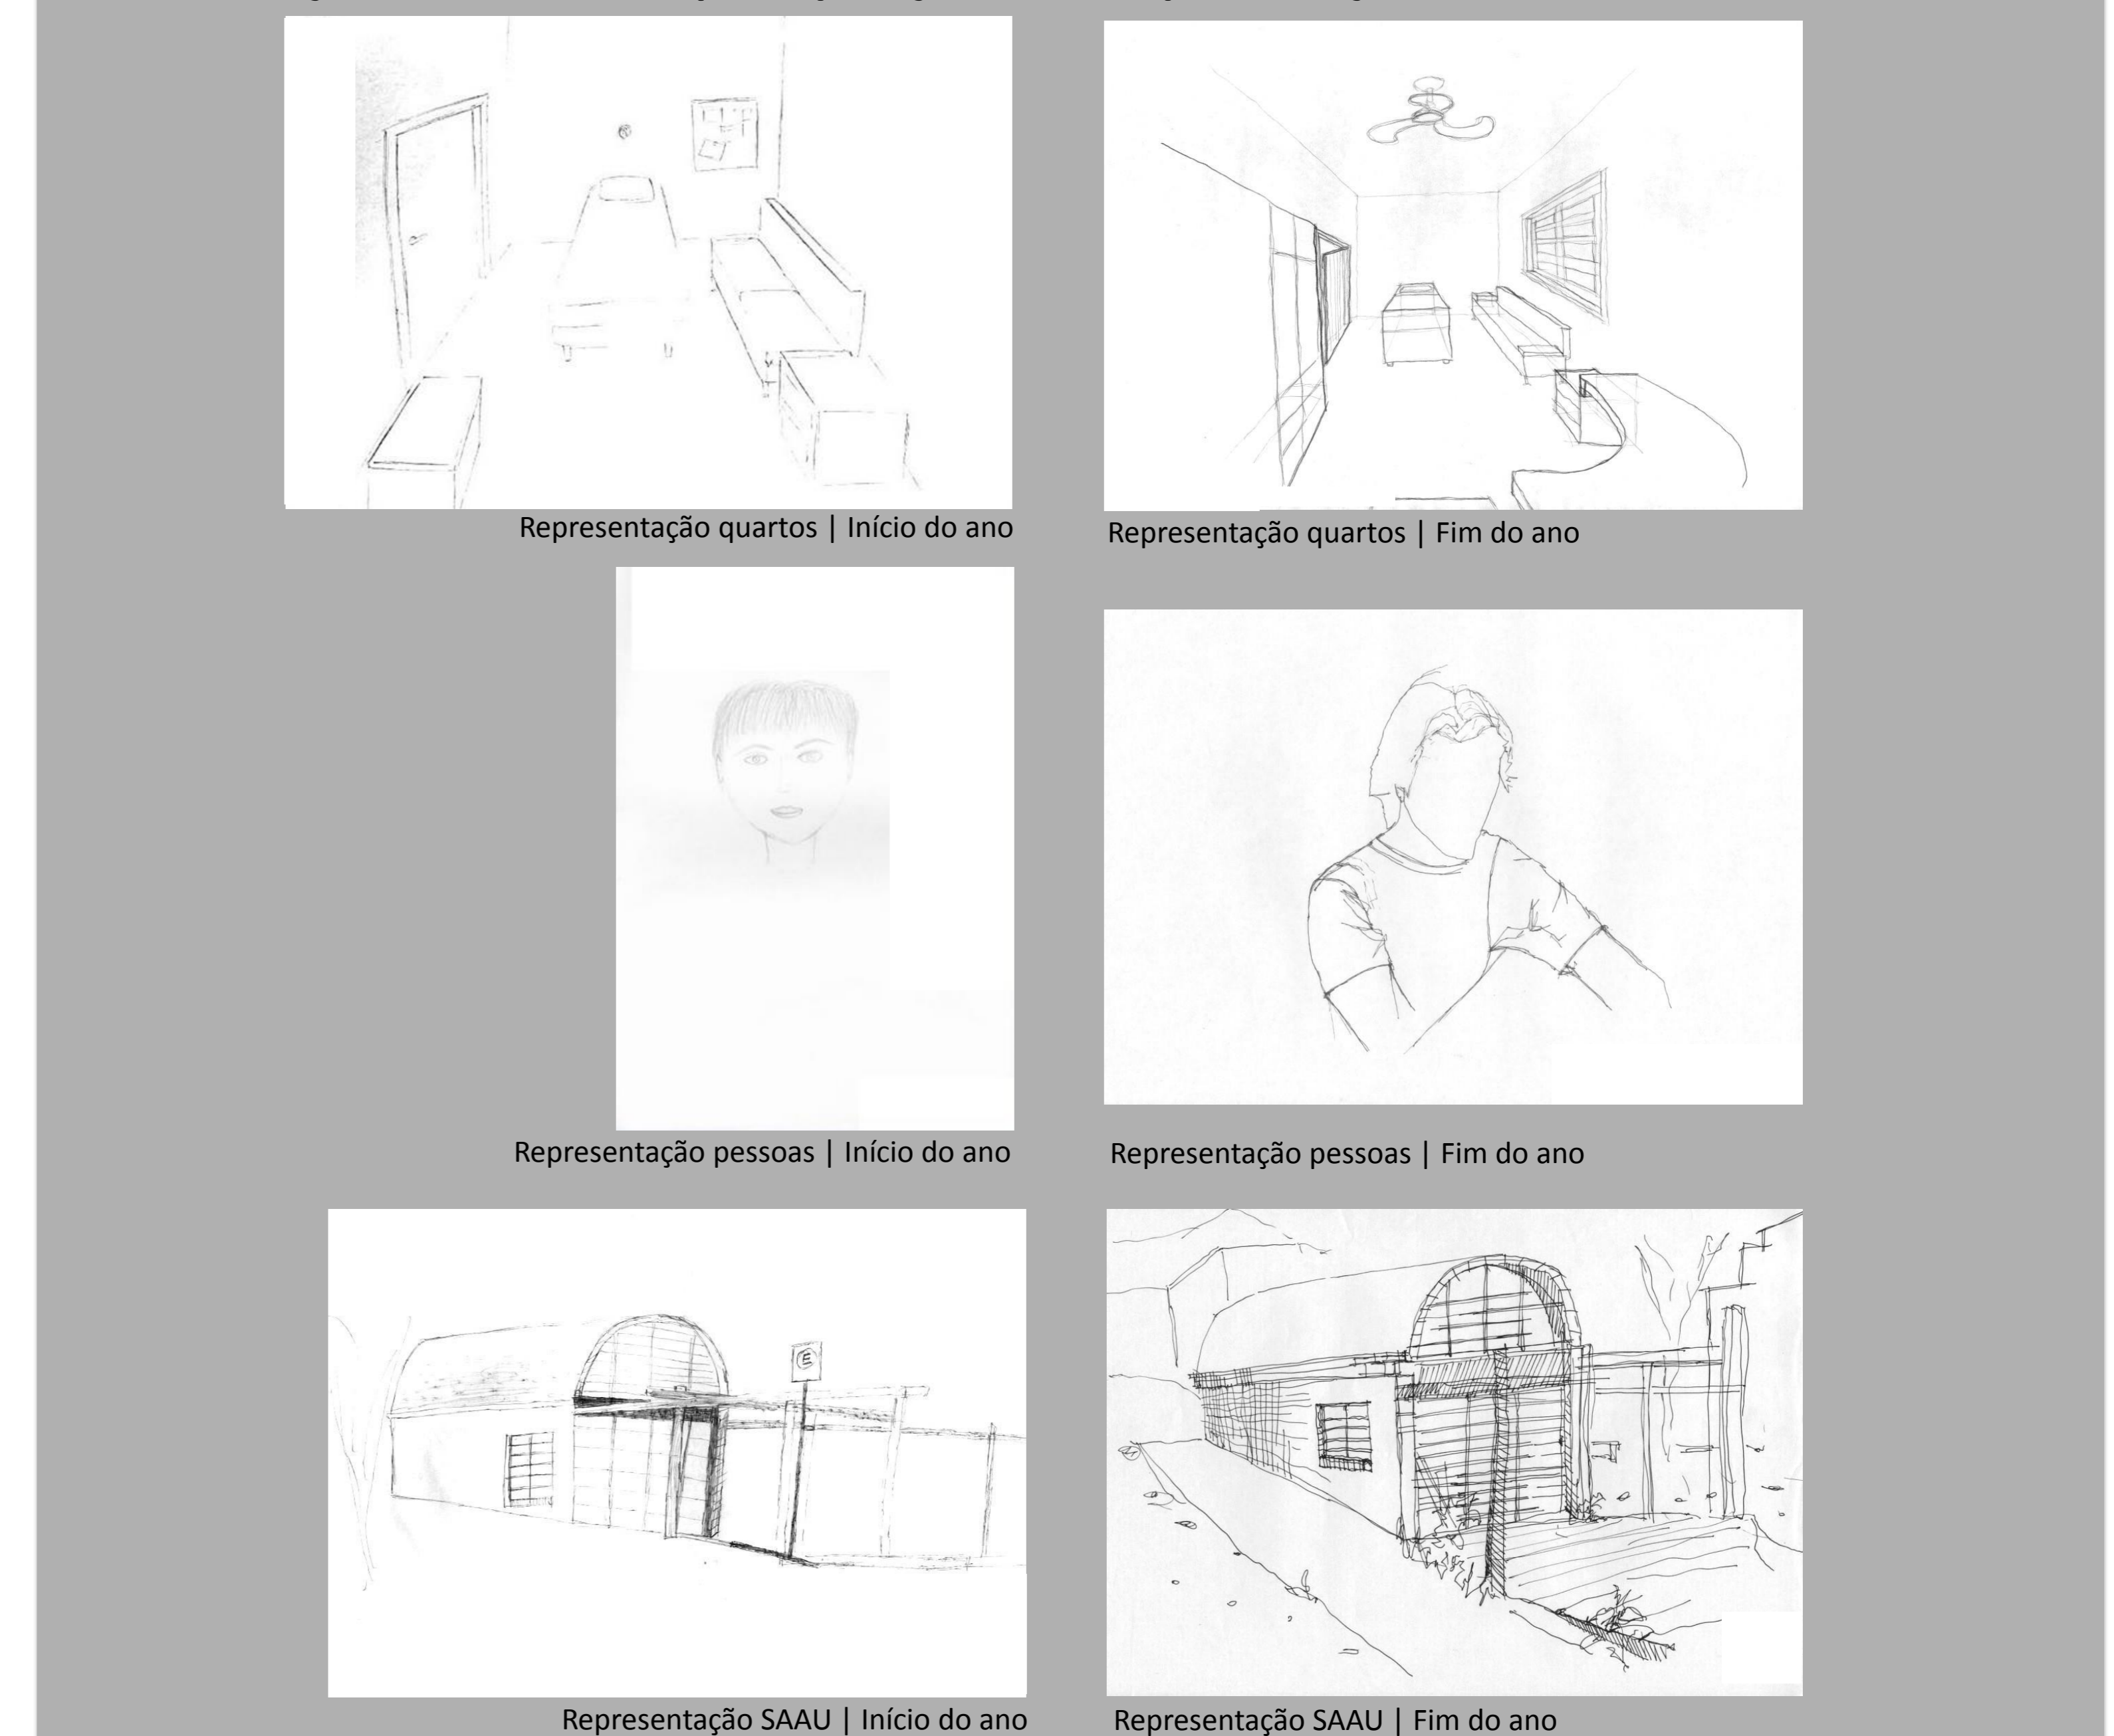 Representação quartos | Início do ano
Representação quartos | Fim do ano
Representação pessoas | Início do ano
Representação pessoas | Fim do ano
E
Representação SAAU | Início do ano
Representação SAAU | Fim do ano